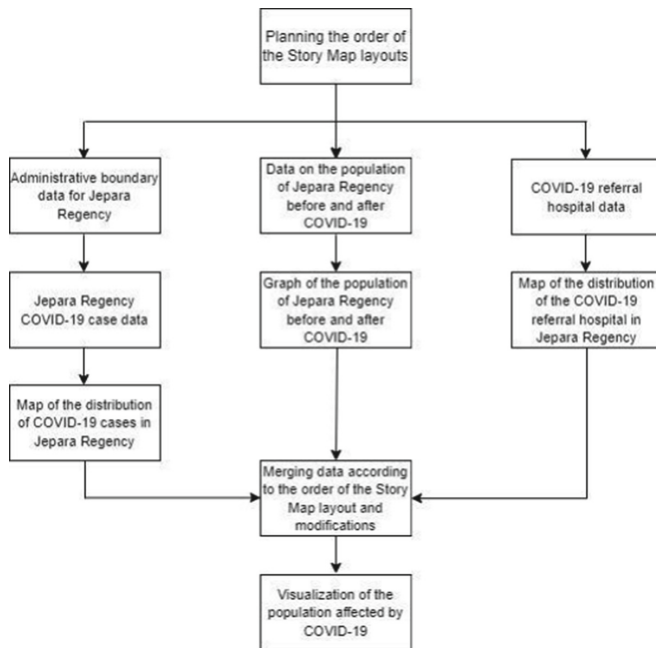 Planning the order of
the Story Map layouts
Administrative boundary
data for Jepara
Regency
Data on the population
of Jepara Regency
before and after
COVID-19
COVID-19 referral
hospital data
Jepara Regency
COVID-19 case data
Graph of the population
of Jepara Regency
before and after
COVID-19
Map of the distribution
of the COVID-19
referral hospital in
Jepara Regency
Map of the distribution
of COVID-19 cases in
Jepara Regency
Merging data according
to the order of the Story
Map layout and
modifications
Visualization of the
population affected by
COVID-19